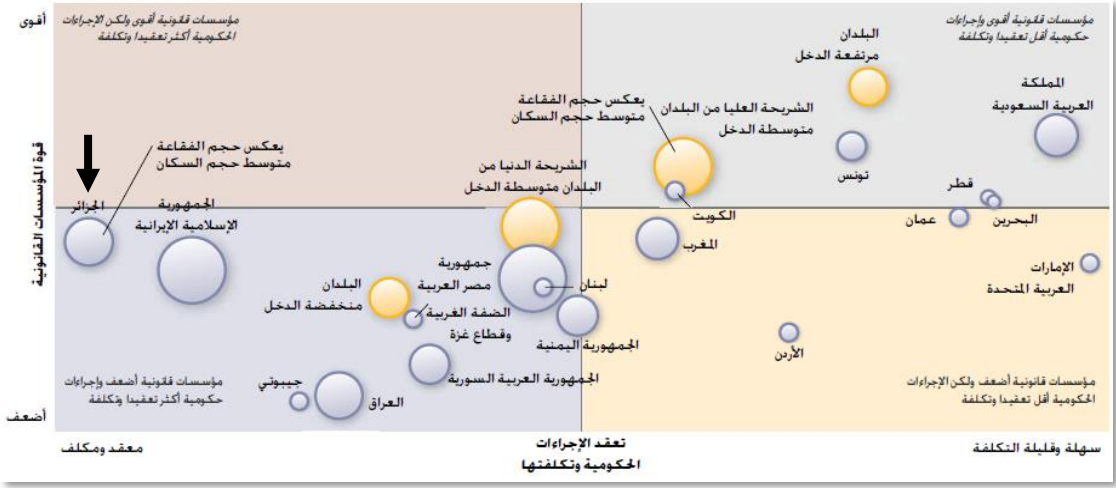 أقوى
مؤسسات قانونية أقوى وإجراءات
حكومية أقل تعقيدا وتكلفة
مؤسسات قانونية أقوى ولكن الإجراءات
الحكومية أكثر تعقيدا وتكلفة
البلدان
مرتفعة الدخل
المملكة
العربية السعودية
يعكس حجم الفقاعة
متوسط حجم السكان
الشريحة العليا من البلدان
متوسطة الدخل
تونس
قطر
البحرين
عمان
الكويت
المغرب
الإمارات
العربية المتحدة
الأردن
الشريحة الدنيا من
البلدان متوسطة الدخل
يعكس حجم الفقاعة
متوسط حجم السكان
الجزائر
الجمهورية
الإسلامية الإيرانية
جمهورية
مصر العربية
لبنان
البلدان
منخفضة الدخل
الضفة الغربية
وقطاع غزة
الجمهورية اليمنية
الجمهورية العربية السورية
العراق
جيبوتي
مؤسسات قانونية أضعف ولكن الإجراءات
الحكومية أقل تعقيدا وتكلفة
مؤسسات قانونية أضعف وإجراءات
حكومية أكثر تعقيدا وتكلفة
قوة المؤسسات القانونية
أضعف
سهلة وقليلة التكلفة
تعقد الإجراءات
الحكومية وتكلفتها
معقد ومكلف